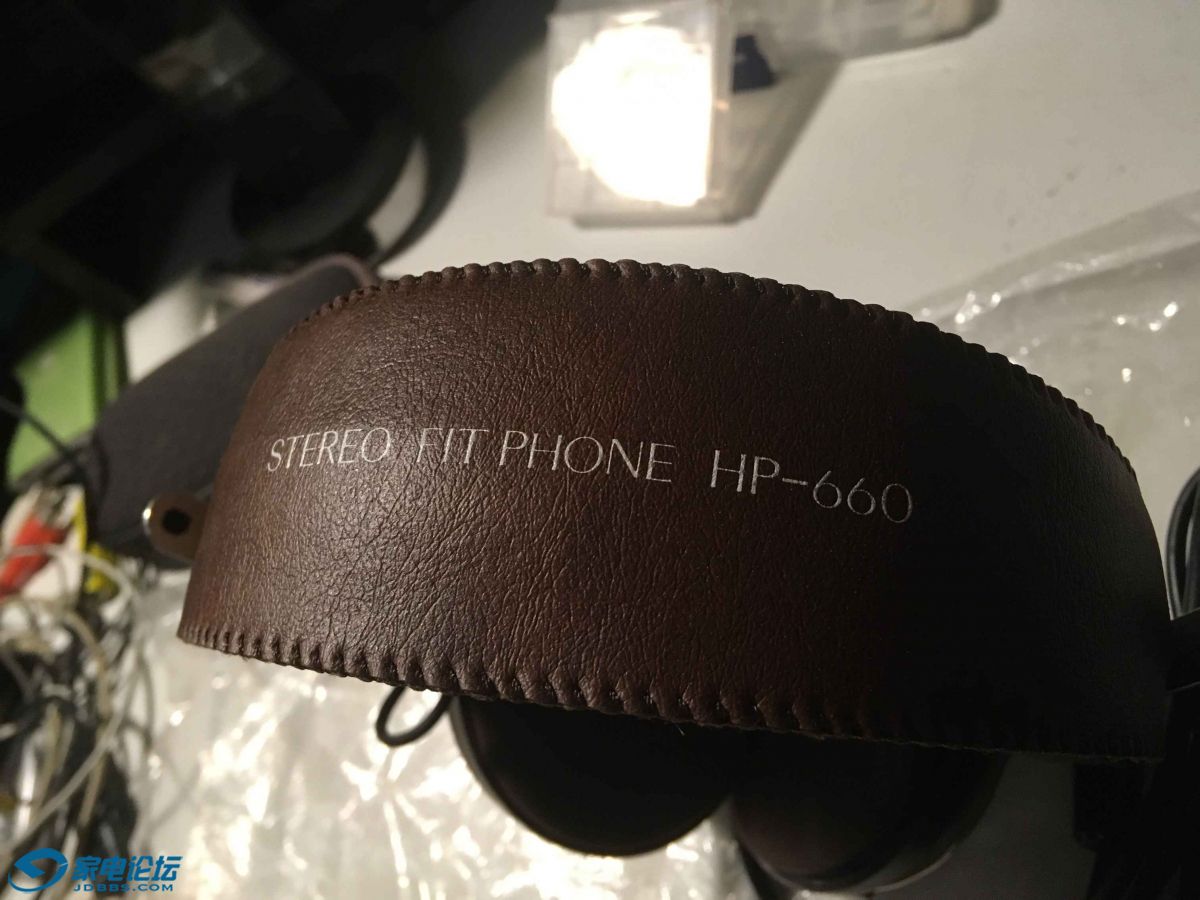 STEREO FIT PHONE HP-660
家电论坛
JDBBS.COM